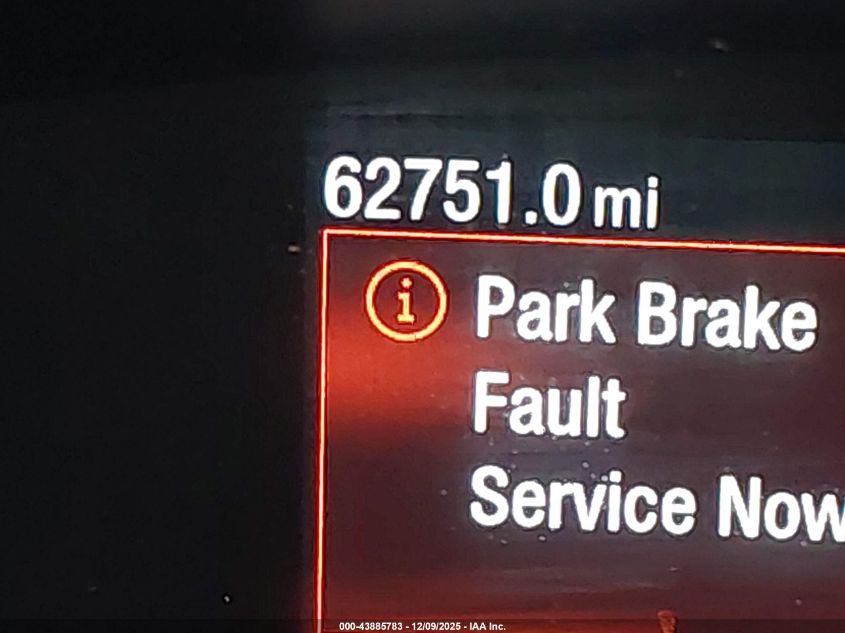 62751.0 mi
i
Park Brake
Fault
Service Now
000-43885783 - 12/09/2025 - IAA Inc.